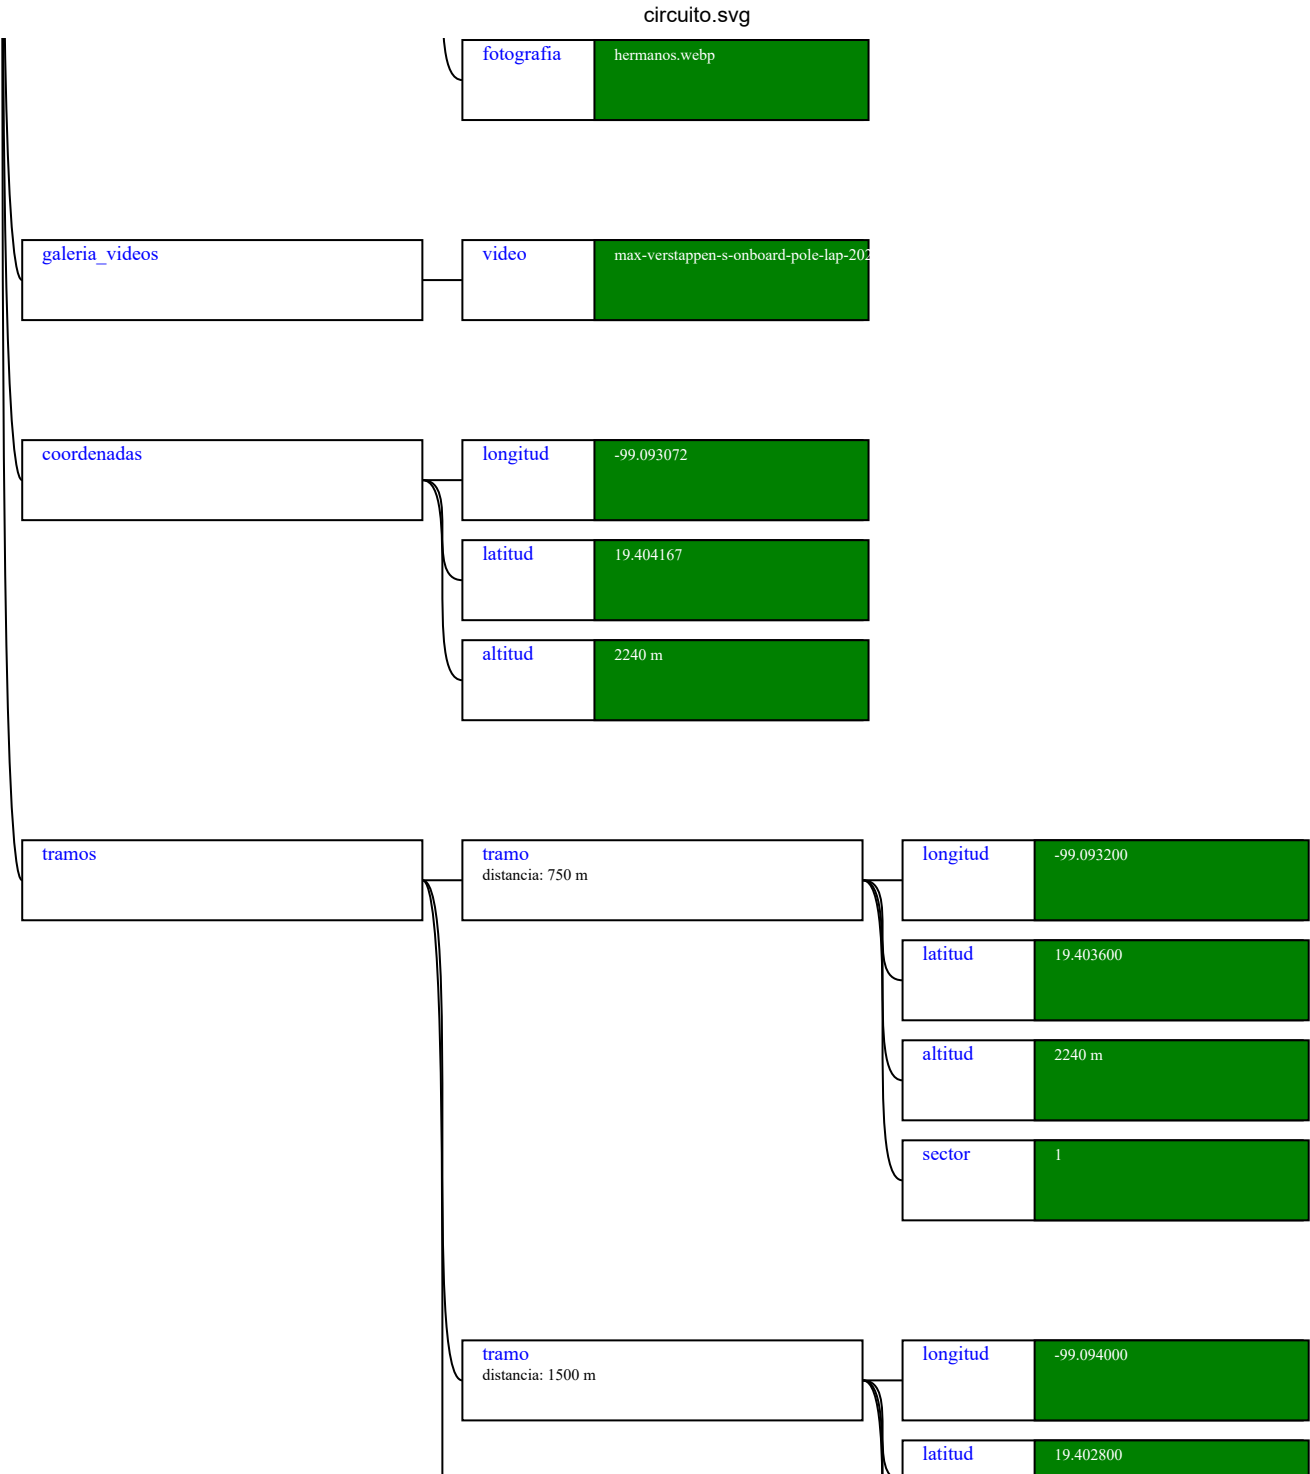 circuito.svg
fotografia
hermanos.webp
galeria_videos
video
max-verstappen-s-onboard-pole-lap-202
coordenadas
longitud
-99.093072
latitud
19.404167
altitud
2240 m
tramos
tramo
distancia: 750 m
longitud
-99.093200
latitud
19.403600
altitud
2240 m
sector
1
tramo
distancia: 1500 m
longitud
-99.094000
latitud
19.402800